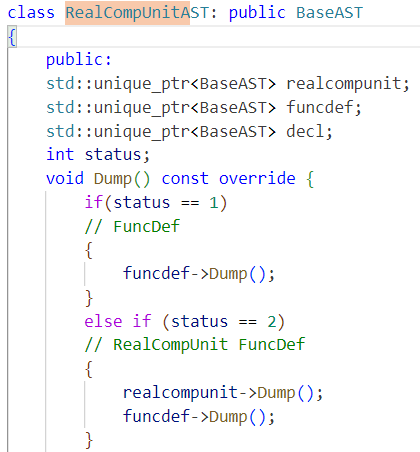 class RealCompUnitAST: public BaseAST
{
    public:
    std::unique_ptr<BaseAST> realcompunit;
    std::unique_ptr<BaseAST> funcdef;
    std::unique_ptr<BaseAST> decl;
    int status;
    void Dump() const override {
        if(status == 1)
        // FuncDef
        {
            funcdef->Dump();
        }
        else if (status == 2)
        // RealCompUnit FuncDef
        {
            realcompunit->Dump();
            funcdef->Dump();
        }